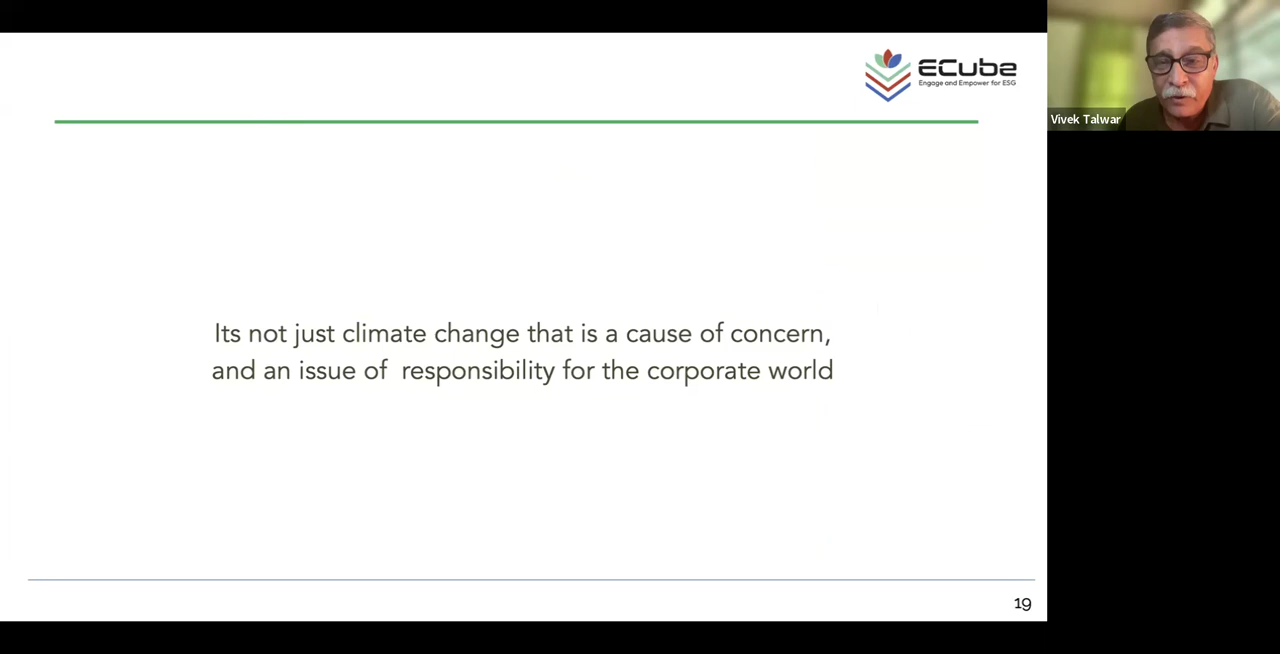 ECube
Engage and Empower for ESG
Vivek Talwar
Its not just climate change that is a cause of concern,
and an issue of  responsibility for the corporate world
19